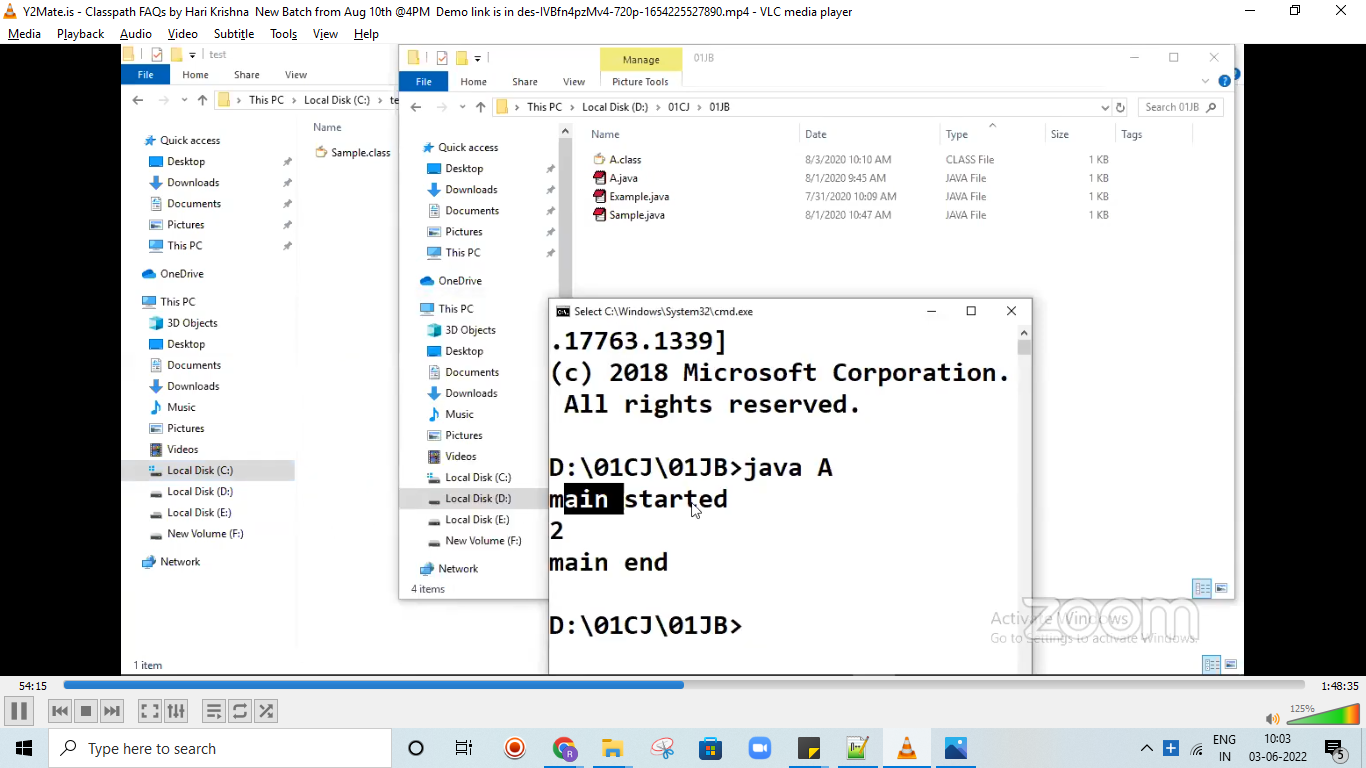 Y2Mate.is - Classpath FAQs by Hari Krishna  New Batch from Aug 10th @4PM  Demo link is in des-lVBfn4pzMv4-720p-1654225527890.mp4 - VLC media player
Media Playback Audio Video Subtitle Tools View Help
test
File Home Share View
This PC Local Disk (C:)
Name
Sample.class
Quick access
Desktop
Downloads
Documents
Pictures
This PC
OneDrive
This PC
3D Objects
Desktop
Documents
Downloads
Music
Pictures
Videos
Local Disk (C:)
Local Disk (D:)
Local Disk (E:)
New Volume (F:)
Network
1 item
Manage 01JB
File Home Share View Picture Tools
This PC Local Disk (D:) 01CJ 01JB Search 01JB
Quick access
Desktop
Downloads
Documents
Pictures
This PC
OneDrive
This PC
3D Objects
Desktop
Documents
Downloads
Music
Pictures
Videos
Local Disk (C:)
Local Disk (D:)
Local Disk (E:)
New Volume (F:)
Network
4 items
Name Date Type Size Tags
A.class 8/3/2020 10:10 AM CLASS File 1 KB
A.java 8/1/2020 9:45 AM JAVA File 1 KB
Example.java 7/31/2020 10:09 AM JAVA File 1 KB
Sample.java 8/1/2020 10:47 AM JAVA File 1 KB
Select C:\Windows\System32\cmd.exe
.17763.1339]
(c) 2018 Microsoft Corporation.
All rights reserved.
D:\01CJ\01JB>java A
main started
2
main end
D:\01CJ\01JB>
Activate Windows
Go to Settings to activate Windows.
zoom
54:15 1:48:35
125%
Type here to search
ENG
IN
10:03
03-06-2022
5